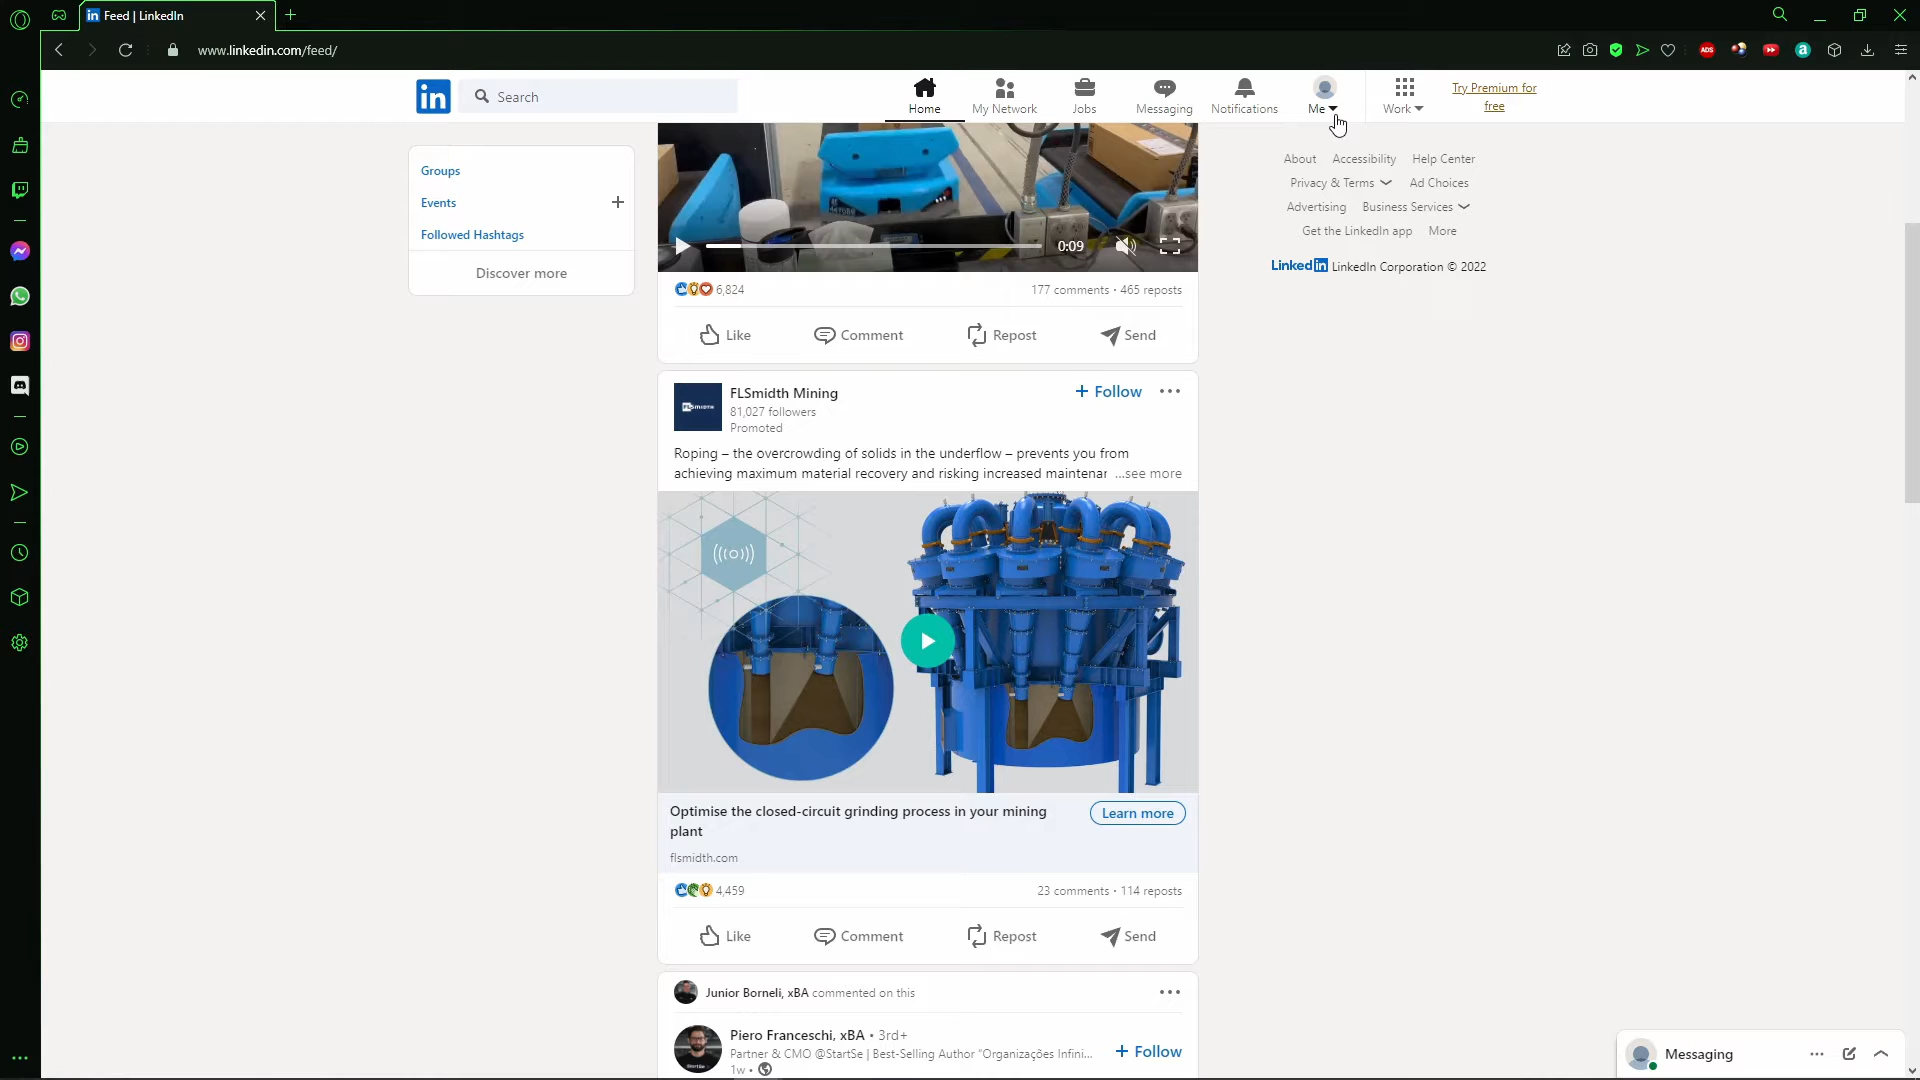 Feed | LinkedIn
www.linkedin.com/feed/
ADS
a
in
Search
Home
My Network
Jobs
Messaging
Notifications
Me
Work
Try Premium for
free
Groups
Events
Followed Hashtags
Discover more
0:09
6,824
177 comments • 465 reposts
Like
Comment
Repost
Send
FLSMIDTH
FLSmidth Mining
81,027 followers
Promoted
+ Follow
Roping – the overcrowding of solids in the underflow – prevents you from
achieving maximum material recovery and risking increased maintenar ...see more
Optimise the closed-circuit grinding process in your mining
plant
flsmidth.com
Learn more
4,459
23 comments • 114 reposts
Like
Comment
Repost
Send
Junior Borneli, xBA commented on this
Piero Franceschi, xBA • 3rd+
Partner & CMO @StartSe | Best-Selling Author "Organizações Infini...
1w •
+ Follow
About
Accessibility
Help Center
Privacy & Terms
Ad Choices
Advertising
Business Services
Get the LinkedIn app
More
LinkedIn LinkedIn Corporation © 2022
Messaging